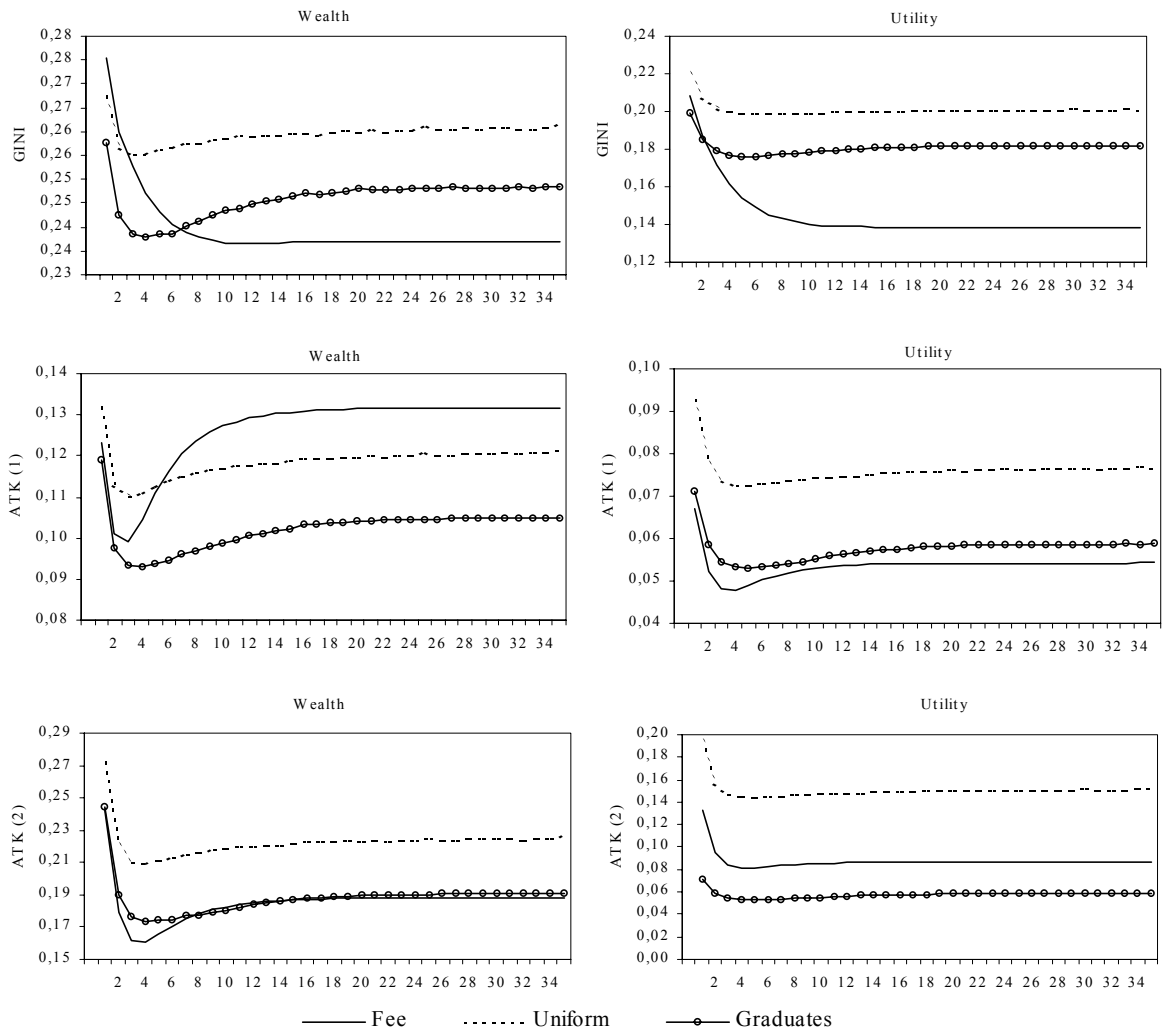 Wealth
GINI
0,28
0,28
0,27
0,27
0,26
0,26
0,25
0,25
0,24
0,24
0,23
2 4 6 8 10 12 14 16 18 20 22 24 26 28 30 32 34
Utility
GINI
0,24
0,22
0,20
0,18
0,16
0,14
0,12
2 4 6 8 10 12 14 16 18 20 22 24 26 28 30 32 34
Wealth
ATK (1)
0,14
0,13
0,12
0,11
0,10
0,09
0,08
2 4 6 8 10 12 14 16 18 20 22 24 26 28 30 32 34
Utility
ATK (1)
0,10
0,09
0,08
0,07
0,06
0,05
0,04
2 4 6 8 10 12 14 16 18 20 22 24 26 28 30 32 34
Wealth
ATK (2)
0,29
0,27
0,25
0,23
0,21
0,19
0,17
0,15
2 4 6 8 10 12 14 16 18 20 22 24 26 28 30 32 34
Utility
ATK (2)
0,20
0,18
0,16
0,14
0,12
0,10
0,08
0,06
0,04
0,02
0,00
2 4 6 8 10 12 14 16 18 20 22 24 26 28 30 32 34
Fee Uniform Graduates